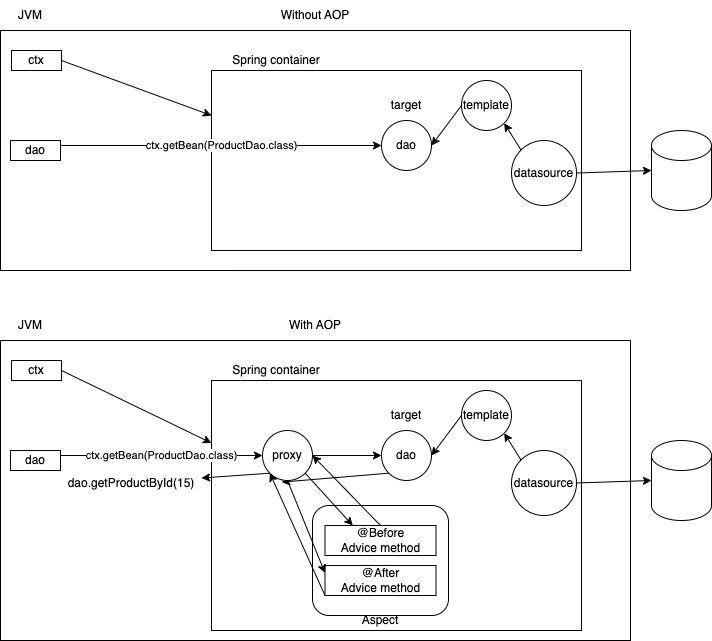 JVM
Without AOP
ctx
Spring container
target
template
dao
ctx.getBean(ProductDao.class)
dao
datasource
JVM
With AOP
ctx
Spring container
target
template
dao
ctx.getBean(ProductDao.class)
proxy
dao
dao.getProductById(15)
datasource
@Before
Advice method
@After
Advice method
Aspect